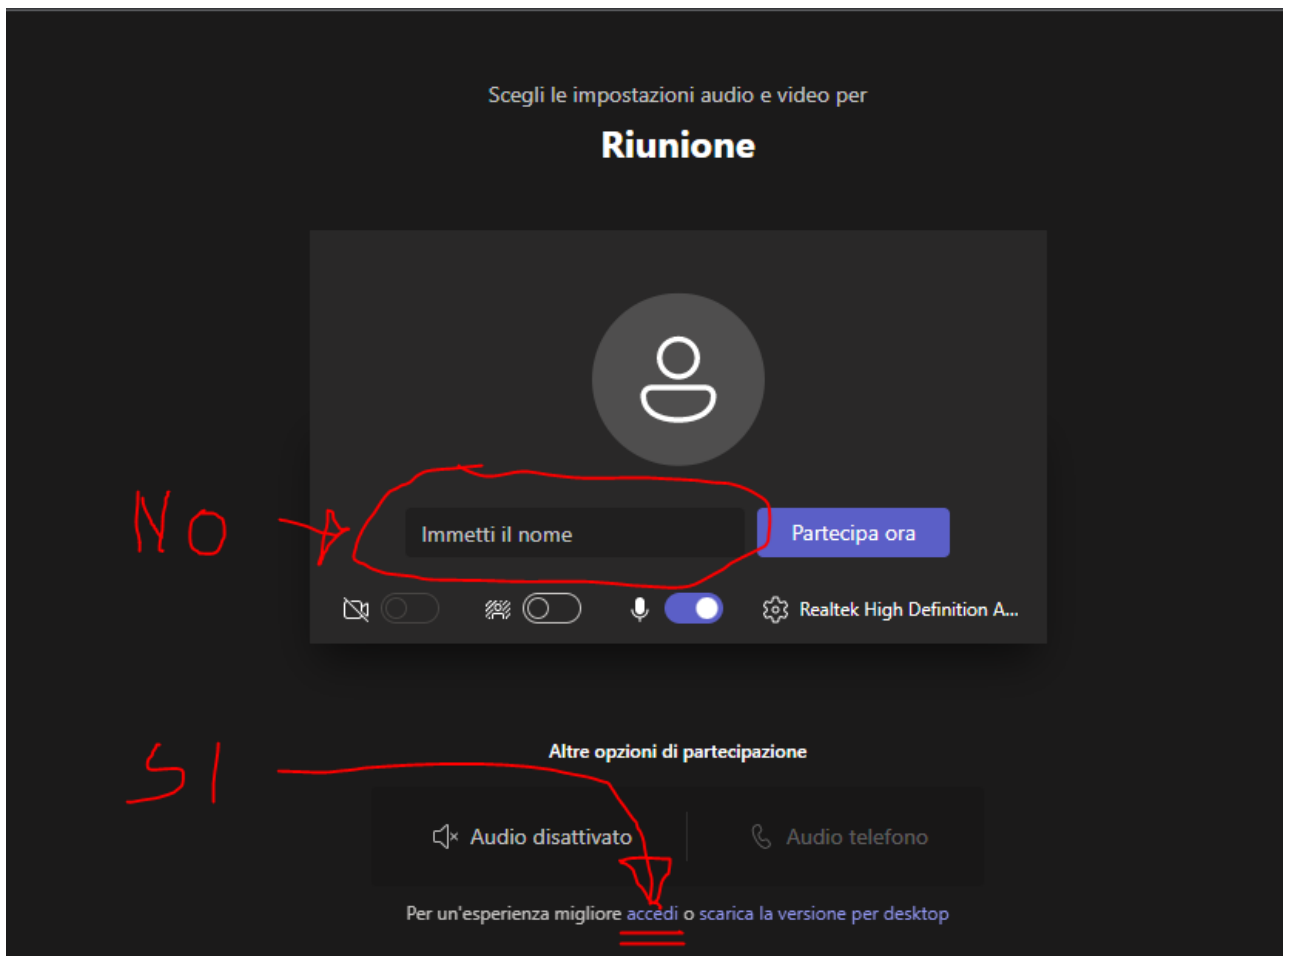 Scegli le impostazioni audio e video per
Riunione
NO
Immetti il nome
Partecipa ora
Realtek High Definition A...
SI
Altre opzioni di partecipazione
Audio disattivato
Audio telefono
Per un'esperienza migliore accedi o scarica la versione per desktop